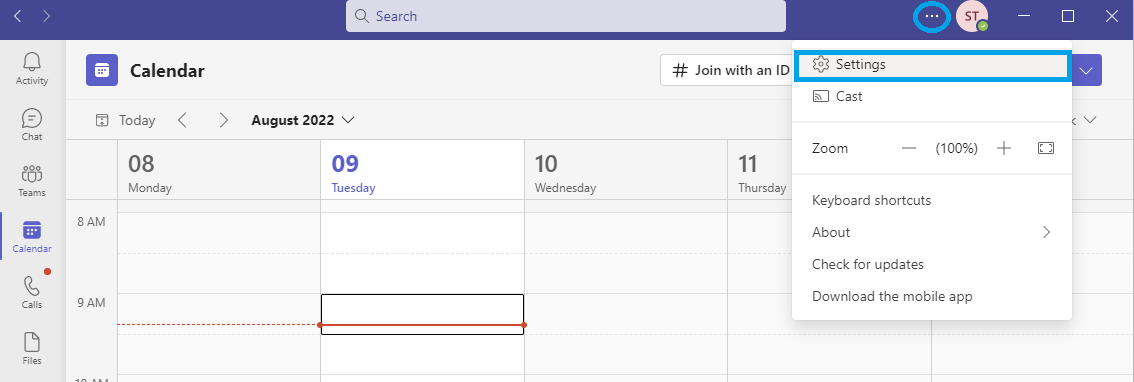 Search
ST
Activity
Chat
Teams
Calendar
Calls
Files
Calendar
# Join with an ID
Today
August 2022
08
Monday
09
Tuesday
10
Wednesday
11
Thursday
8 AM
9 AM
Settings
Cast
Zoom
(100%)
Keyboard shortcuts
About
Check for updates
Download the mobile app